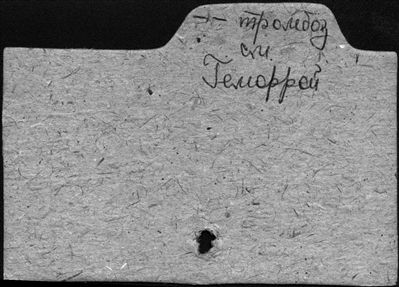 -"- тромбоз
см.
Геморрой